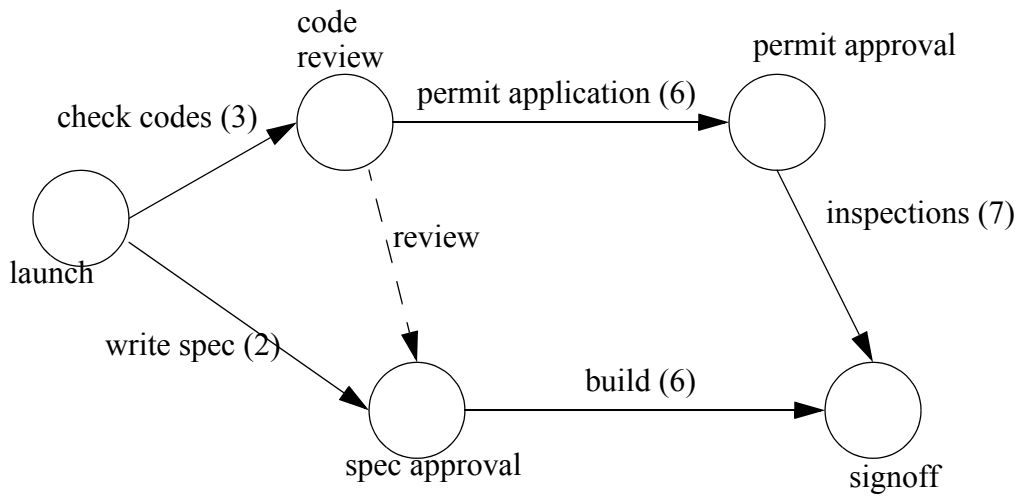 code
review
permit approval
permit application (6)
check codes (3)
inspections (7)
review
launch
write spec (2)
build (6)
spec approval
signoff